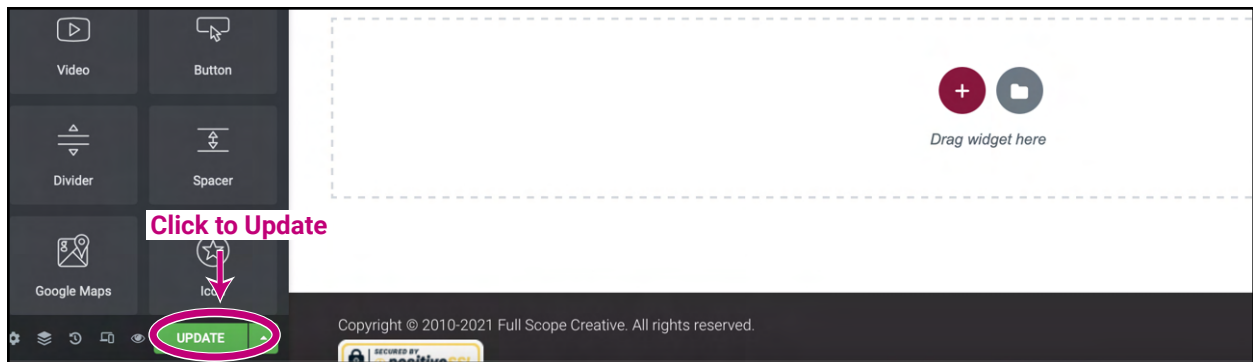 Video
Button
Drag widget here
Divider
Spacer
Click to Update
Google Maps
UPDATE
Copyright © 2010-2021 Full Scope Creative. All rights reserved.
SECURED BY